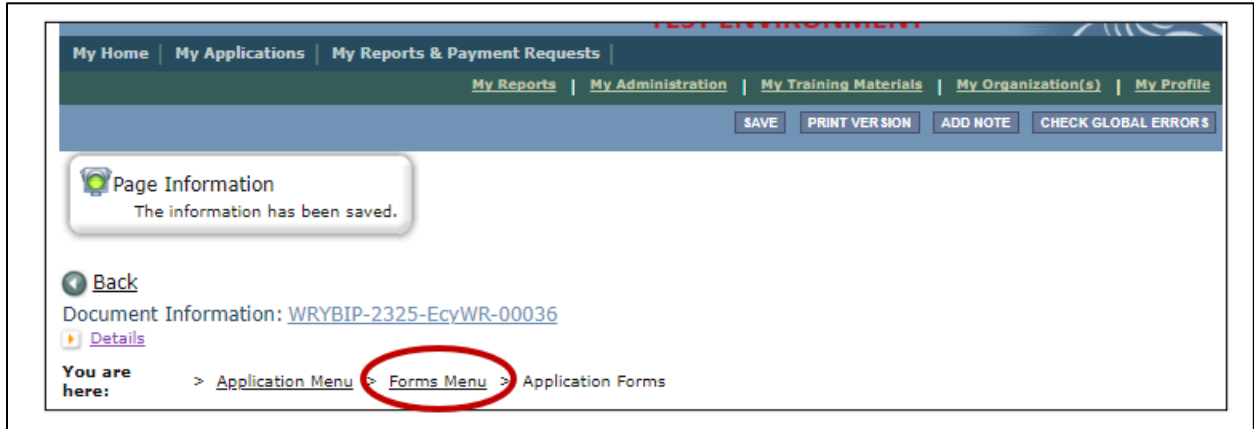 TEST ENVIRONMENT
My Home | My Applications | My Reports & Payment Requests |
My Reports | My Administration | My Training Materials | My Organization(s) | My Profile
SAVE PRINT VERSION ADD NOTE CHECK GLOBAL ERRORS
Page Information
The information has been saved.
Back
Document Information: WRYBIP-2325-EcyWR-00036
Details
You are here: > Application Menu > Forms Menu > Application Forms